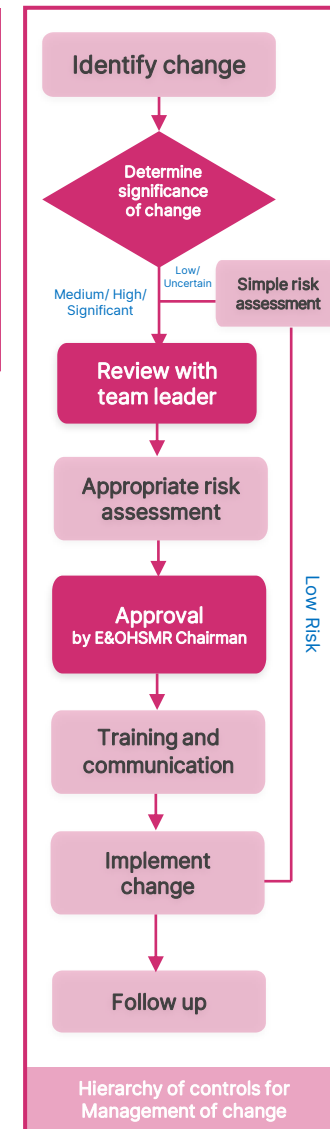 Identify change
Determine
significance
of change
Low/
Uncertain
Medium/ High/
Significant
Simple risk
assessment
Review with
team leader
Appropriate risk
assessment
Approval
by E&OHSMR Chairman
Low Risk
Training and
communication
Implement
change
Follow up
Hierarchy of controls for
Management of change